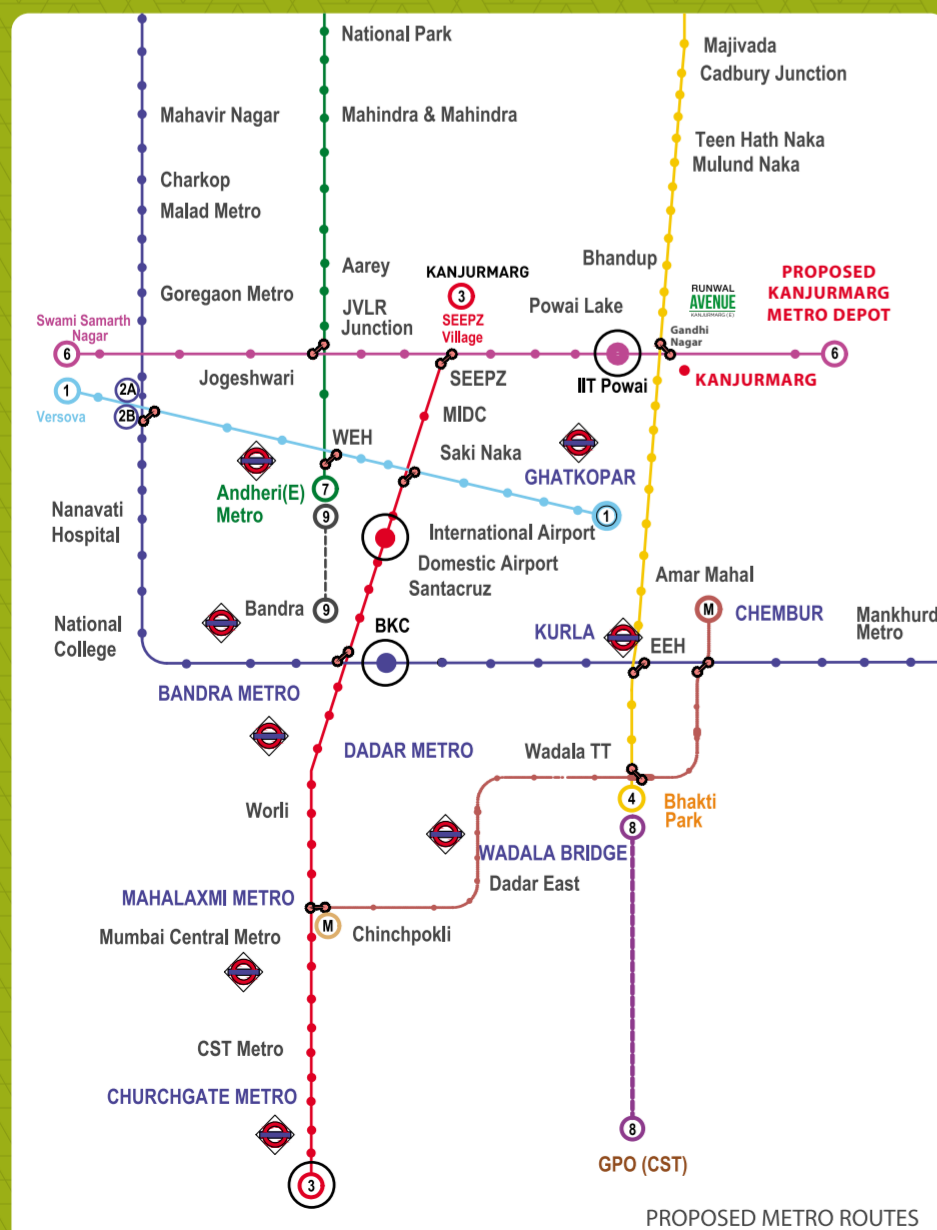 National Park
Majivada
Cadbury Junction
Mahavir Nagar
Mahindra & Mahindra
Teen Hath Naka
Mulund Naka
Charkop
Malad Metro
Bhandup
Aarey
Goregaon Metro
KANJURMARG
3
SEEPZ
Village
Powai Lake
RUNWAL
AVENUE
KANJURMARG (E)
PROPOSED
KANJURMARG
METRO DEPOT
JVLR
Junction
Swami Samarth
Nagar
Gandhi
Nagar
6
6
Jogeshwari
SEEPZ
IIT Powai
KANJURMARG
1
Versova
2A
2B
MIDC
WEH
Saki Naka
GHATKOPAR
Andheri(E)
Metro
7
9
1
Nanavati
Hospital
International Airport
Domestic Airport
Santacruz
Amar Mahal
Bandra
9
M
CHEMBUR
Mankhurd
Metro
National
College
BKC
KURLA
EEH
BANDRA METRO
DADAR METRO
Wadala TT
4
Bhakti
Park
Worli
8
WADALA BRIDGE
Dadar East
MAHALAXMI METRO
M
Chinchpokli
Mumbai Central Metro
CST Metro
CHURCHGATE METRO
8
GPO (CST)
3
PROPOSED METRO ROUTES